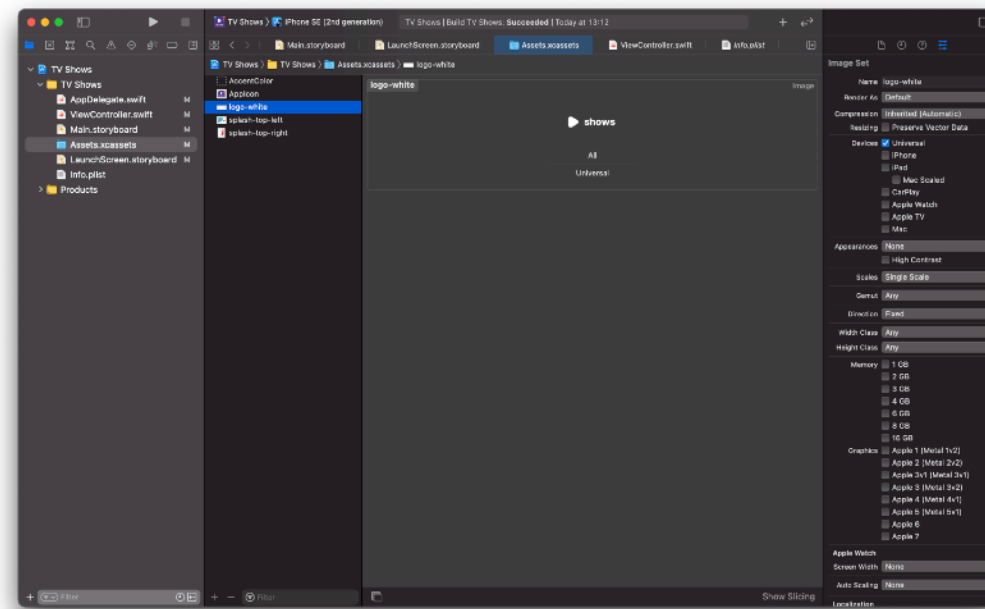 TV Shows 〉 iPhone SE (2nd generation)
TV Shows | Build TV Shows: Succeeded | Today at 13:12
Main.storyboard
LaunchScreen.storyboard
Assets.xcassets
ViewController.swift
Info.plist
TV Shows 〉 TV Shows 〉 Assets.xcassets 〉 logo-white
TV Shows
TV Shows
AppDelegate.swift M
ViewController.swift M
Main.storyboard M
Assets.xcassets M
LaunchScreen.storyboard M
Info.plist
Products
Filter
AccentColor
AppIcon
logo-white
splash-top-left
splash-top-right
Filter
logo-white
Image
shows
All
Universal
Show Slicing
Image Set
Name logo-white
Render As Default
Compression Inherited (Automatic)
Resizing Preserve Vector Data
Devices Universal
iPhone
iPad
Mac Scaled
CarPlay
Apple Watch
Apple TV
Mac
Appearances None
High Contrast
Scales Single Scale
Gamut Any
Direction Fixed
Width Class Any
Height Class Any
Memory 1 GB
2 GB
3 GB
4 GB
6 GB
8 GB
16 GB
Graphics Apple 1 (Metal 1v2)
Apple 2 (Metal 2v2)
Apple 3v1 (Metal 3v1)
Apple 3 (Metal 3v2)
Apple 4 (Metal 4v1)
Apple 5 (Metal 5v1)
Apple 6
Apple 7
Apple Watch
Screen Width None
Auto Scaling None
Localization